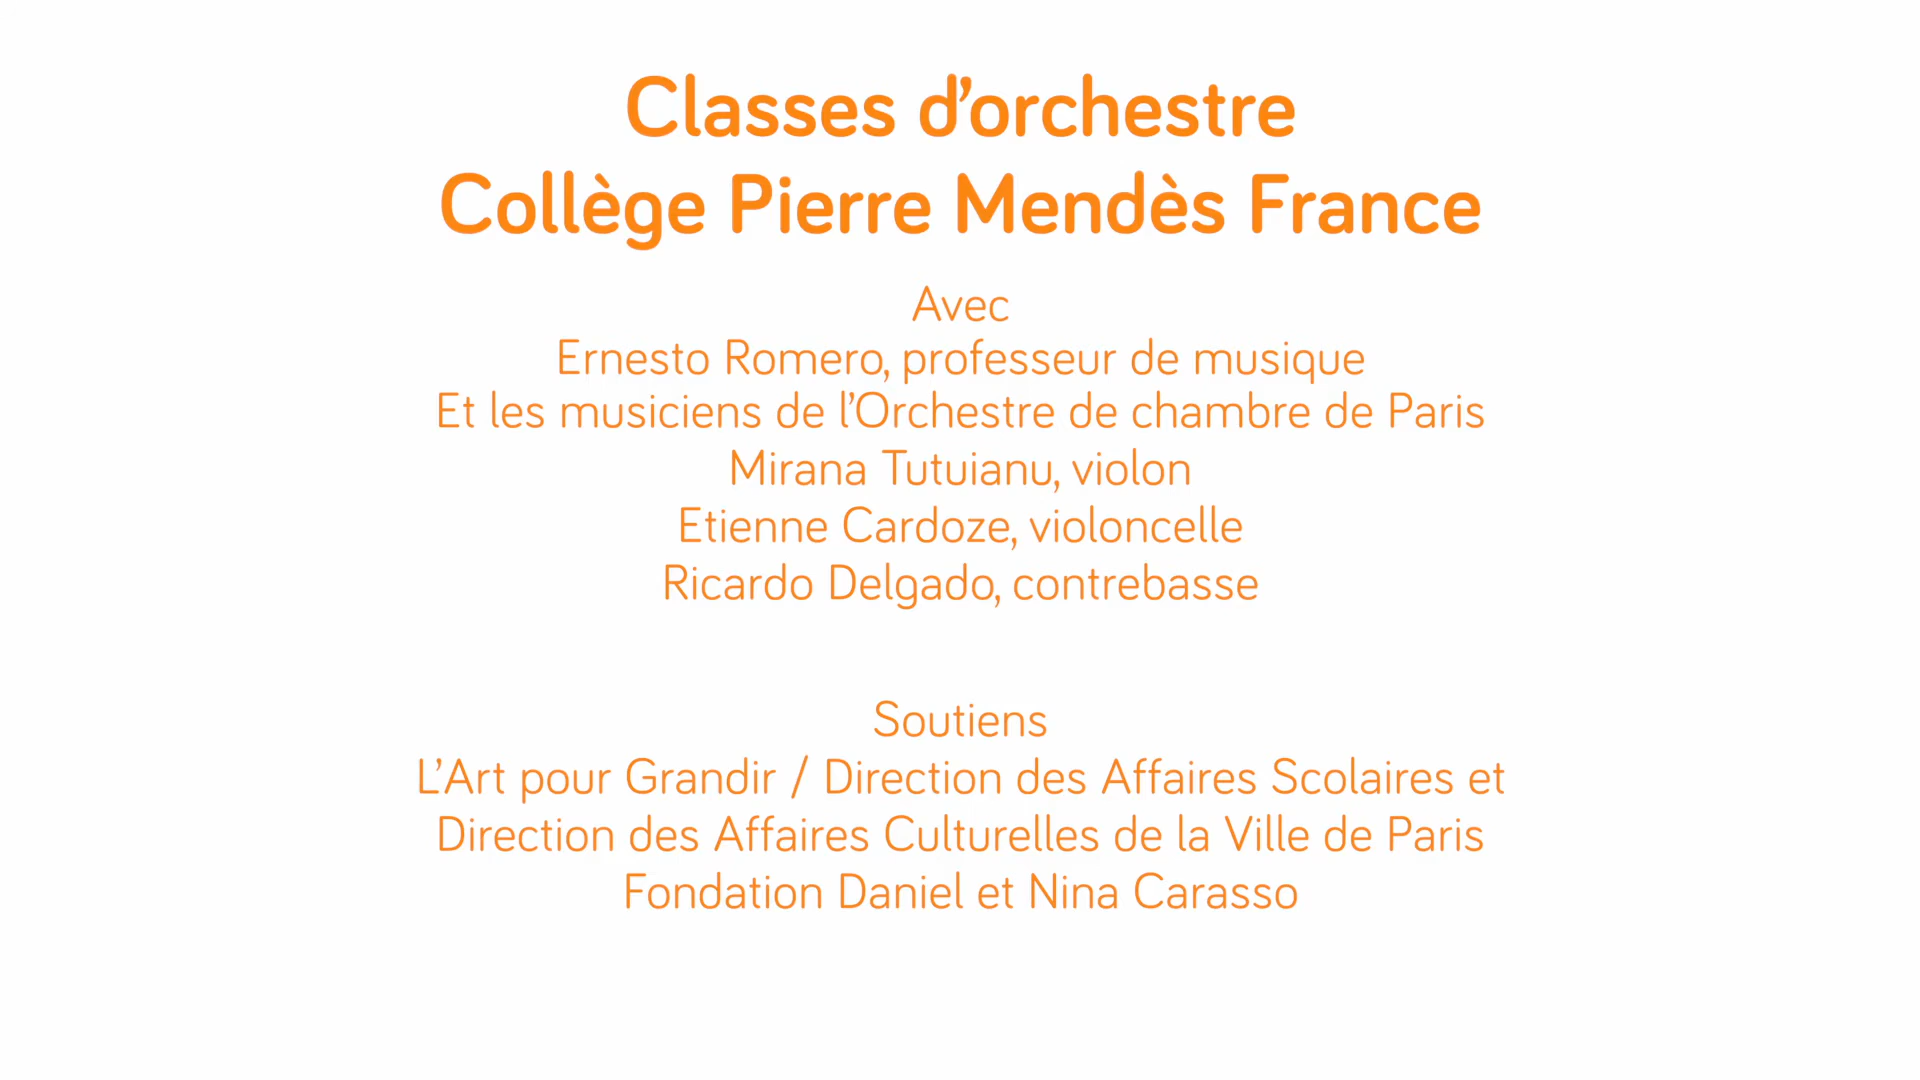 Classes d’orchestre
Collège Pierre Mendès France
Avec
Ernesto Romero, professeur de musique
Et les musiciens de l’Orchestre de chambre de Paris
Mirana Tutuianu, violon
Etienne Cardoze, violoncelle
Ricardo Delgado, contrebasse
Soutiens
L’Art pour Grandir / Direction des Affaires Scolaires et
Direction des Affaires Culturelles de la Ville de Paris
Fondation Daniel et Nina Carasso